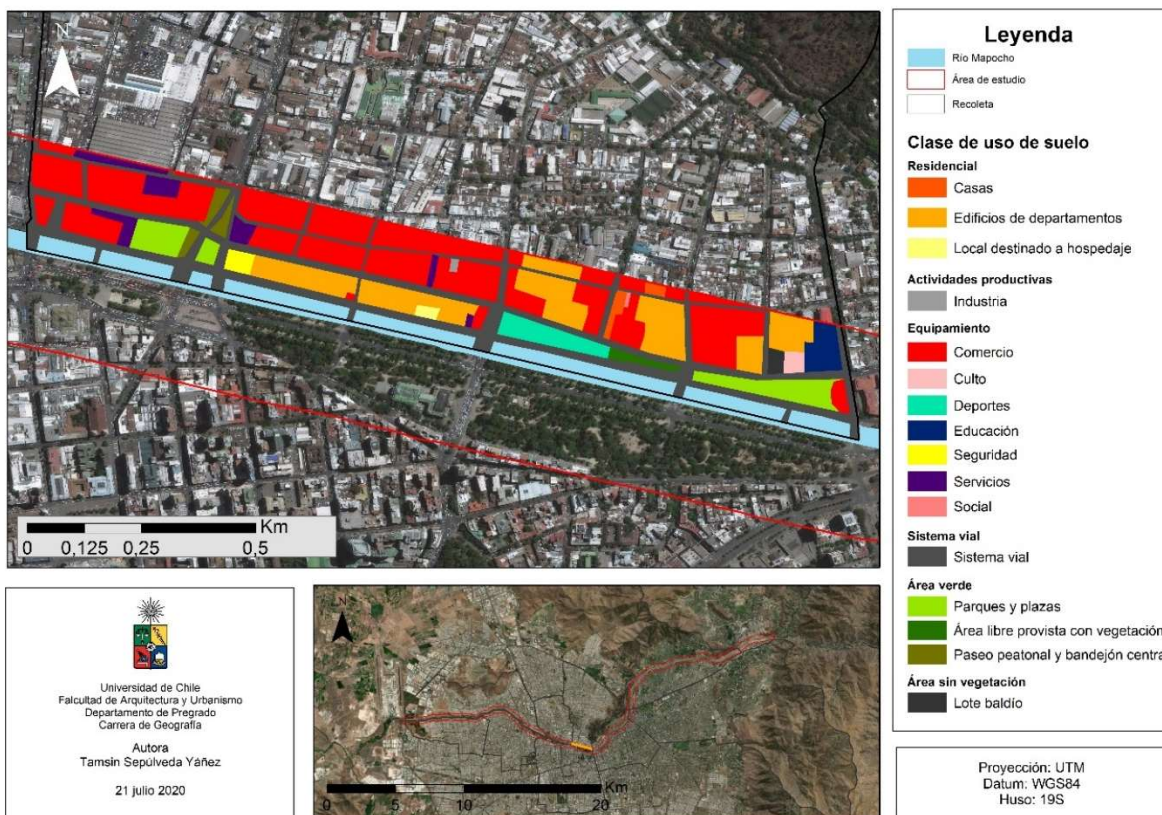 N
Km
0 0,125 0,25 0,5
Leyenda
Río Mapocho
Área de estudio
Recoleta
Clase de uso de suelo
Residencial
Casas
Edificios de departamentos
Local destinado a hospedaje
Actividades productivas
Industria
Equipamiento
Comercio
Culto
Deportes
Educación
Seguridad
Servicios
Social
Sistema vial
Sistema vial
Área verde
Parques y plazas
Área libre provista con vegetación
Paseo peatonal y bandejón centra
Área sin vegetación
Lote baldío
Universidad de Chile
Facultad de Arquitectura y Urbanismo
Departamento de Pregrado
Carrera de Geografía
Autora
Tamsin Sepúlveda Yáñez
21 julio 2020
N
Km
0 5 10 20
Proyección: UTM
Datum: WGS84
Huso: 19S